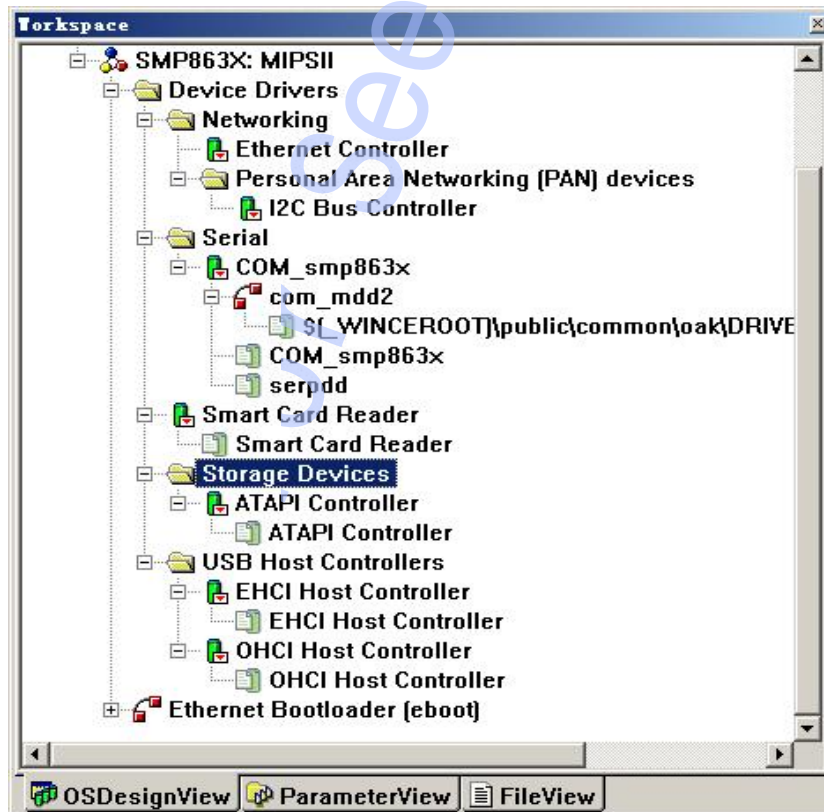 Workspace
SMP863X: MIPSII
Device Drivers
Networking
Ethernet Controller
Personal Area Networking (PAN) devices
I2C Bus Controller
Serial
COM_smp863x
com_mdd2
$(_WINCEROOT)\public\common\oak\DRIVE
COM_smp863x
serpdd
Smart Card Reader
Smart Card Reader
Storage Devices
ATAPI Controller
ATAPI Controller
USB Host Controllers
EHCI Host Controller
EHCI Host Controller
OHCI Host Controller
OHCI Host Controller
Ethernet Bootloader (eboot)
OSDesignView ParameterView FileView